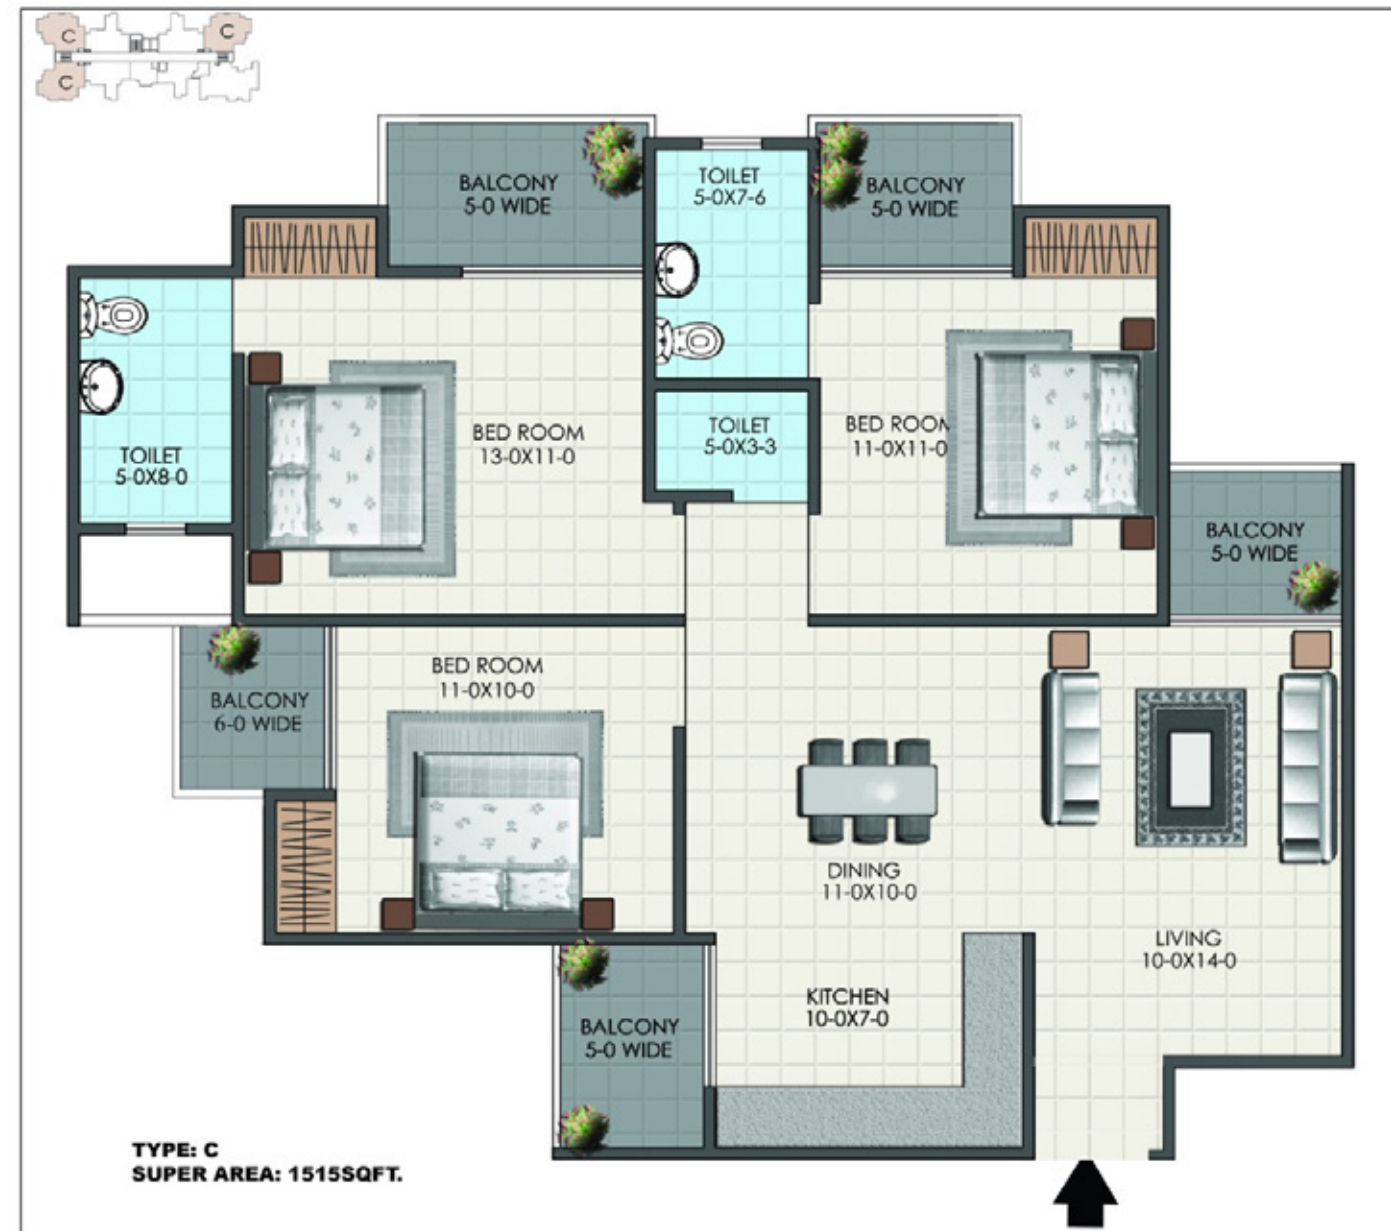 C
C
C
BALCONY
5-0 WIDE
TOILET
5-0X7-6
BALCONY
5-0 WIDE
TOILET
5-0X8-0
BED ROOM
13-0X11-0
TOILET
5-0X3-3
BED ROOM
11-0X11-0
BALCONY
5-0 WIDE
BALCONY
6-0 WIDE
BED ROOM
11-0X10-0
DINING
11-0X10-0
LIVING
10-0X14-0
KITCHEN
10-0X7-0
BALCONY
5-0 WIDE
TYPE: C
SUPER AREA: 1515SQFT.